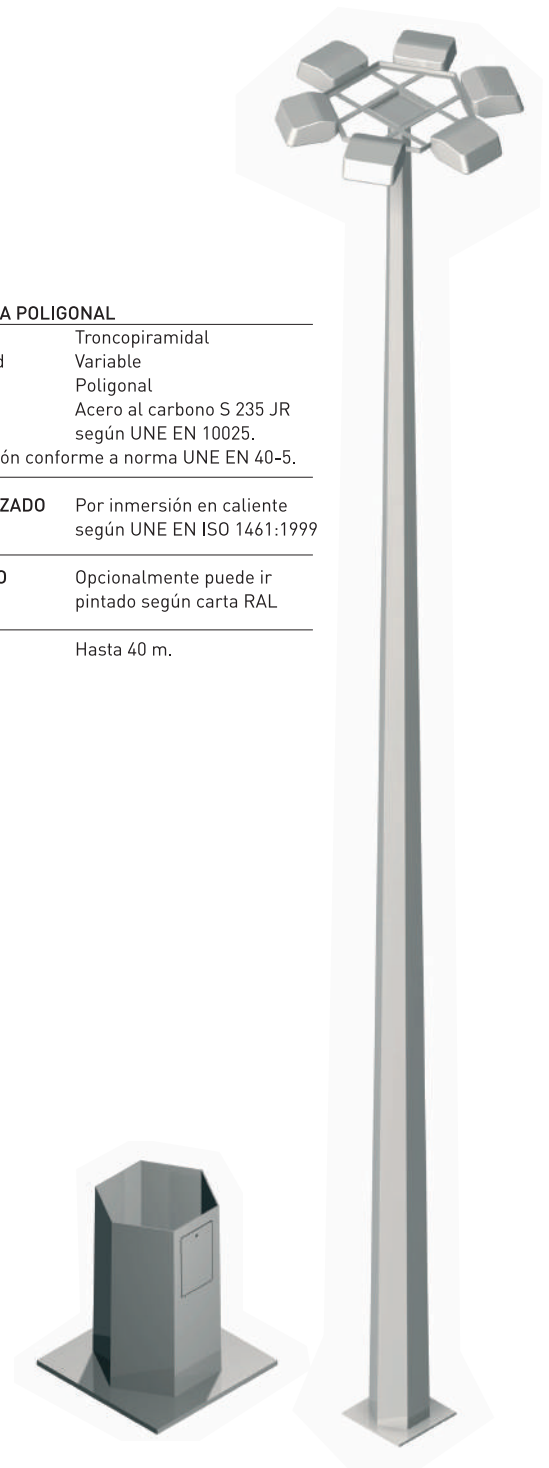 A POLIGONAL
Troncopiramidal
d Variable
Poligonal
Acero al carbono S 235 JR
según UNE EN 10025.
ón conforme a norma UNE EN 40-5.
ZADO Por inmersión en caliente
según UNE EN ISO 1461:1999
O Opcionalmente puede ir
pintado según carta RAL
Hasta 40 m.